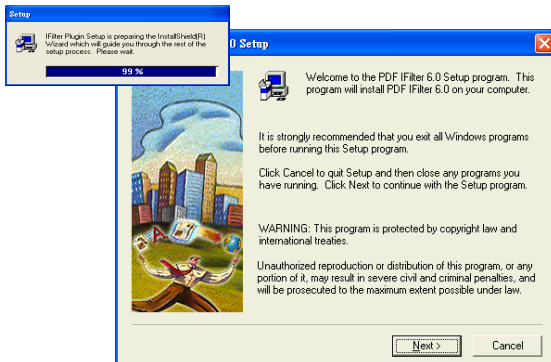 Setup
IFilter Plugin Setup is preparing the InstallShield(R)
Wizard which will guide you through the rest of the
setup process. Please wait.
99 %
.0 Setup
Welcome to the PDF IFilter 6.0 Setup program. This
program will install PDF IFilter 6.0 on your computer.
It is strongly recommended that you exit all Windows programs
before running this Setup program.
Click Cancel to quit Setup and then close any programs you
have running. Click Next to continue with the Setup program.
WARNING: This program is protected by copyright law and
international treaties.
Unauthorized reproduction or distribution of this program, or any
portion of it, may result in severe civil and criminal penalties, and
will be prosecuted to the maximum extent possible under law.
Next >
Cancel